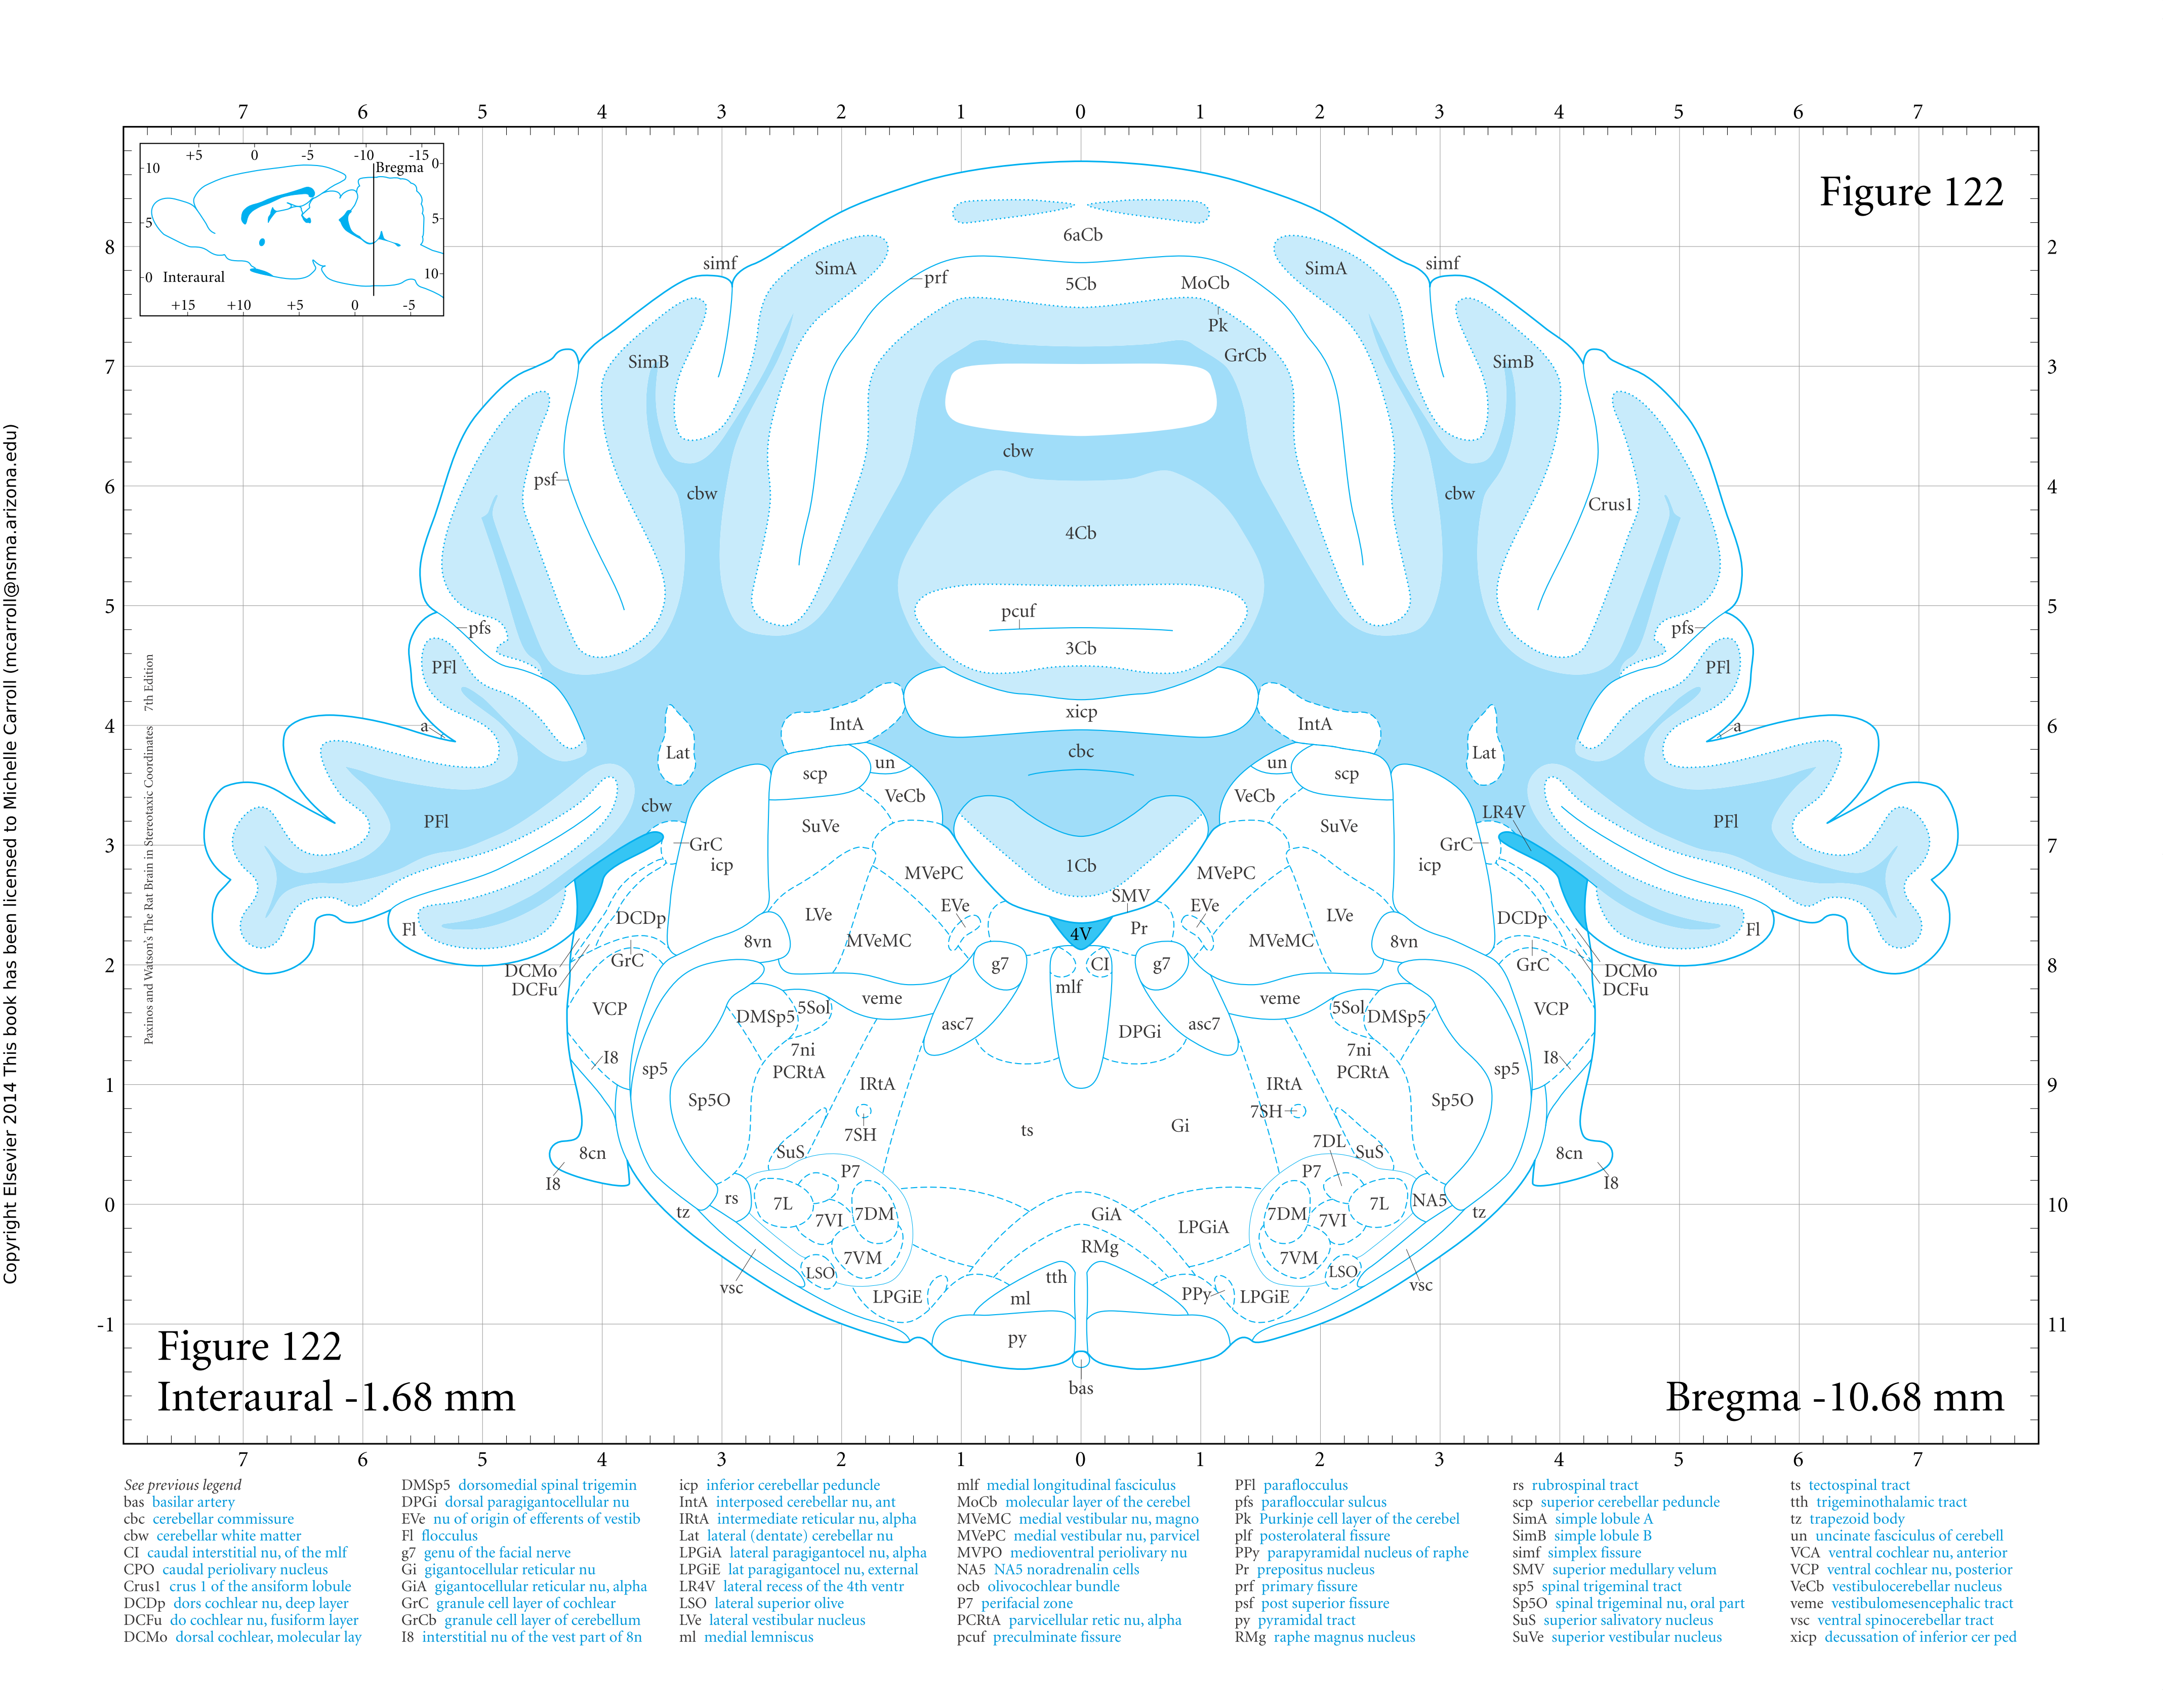 7 6 5 4 3 2 1 0 1 2 3 4 5 6 7
+5 0 -5 -10 -15
Bregma 0
10
5 5
0 Interaural 10
+15 +10 +5 0 -5
Figure 122
8 2
7 3
6 4
5 5
4 6
3 7
2 8
1 9
0 10
-1 11
6aCb
simf SimA SimA simf
prf 5Cb MoCb
Pk
SimB GrCb SimB
cbw
psf cbw cbw Crus1
4Cb
pcuf
pfs pfs
3Cb
PFl PFl
xicp
a IntA IntA a
Lat cbc Lat
scp un un scp
VeCb VeCb
cbw LR4V
PFl SuVe SuVe PFl
GrC GrC
icp 1Cb icp
MVePC MVePC
SMV
EVe EVe
DCDp LVe LVe DCDp
Fl Pr Fl
4V
8vn MVeMC MVeMC 8vn
GrC g7 CI g7 GrC
DCMo DCMo
DCFu mlf DCFu
veme veme
VCP DMSp5 5Sol 5Sol DMSp5 VCP
asc7 DPGi asc7
7ni 7ni
I8 I8
sp5 PCRtA PCRtA sp5
IRtA IRtA
Sp5O Sp5O
7SH
7SH
ts Gi
7DL
SuS SuS
8cn 8cn
P7 P7
I8 I8
rs 7L 7L NA5
tz 7VI 7DM GiA 7DM 7VI tz
LPGiA
RMg
7VM 7VM
LSO tth LSO
vsc vsc
LPGiE ml PPy LPGiE
py
bas
Figure 122
Interaural -1.68 mm
Bregma -10.68 mm
7 6 5 4 3 2 1 0 1 2 3 4 5 6 7
Copyright Elsevier 2014 This book has been licensed to Michelle Carroll (mcarroll@nsma.arizona.edu)
Paxinos and Watson's The Rat Brain in Stereotaxic Coordinates 7th Edition
See previous legend
bas basilar artery
cbc cerebellar commissure
cbw cerebellar white matter
CI caudal interstitial nu, of the mlf
CPO caudal periolivary nucleus
Crus1 crus 1 of the ansiform lobule
DCDp dors cochlear nu, deep layer
DCFu do cochlear nu, fusiform layer
DCMo dorsal cochlear, molecular lay
DMSp5 dorsomedial spinal trigemin
DPGi dorsal paragigantocellular nu
EVe nu of origin of efferents of vestib
Fl flocculus
g7 genu of the facial nerve
Gi gigantocellular reticular nu
GiA gigantocellular reticular nu, alpha
GrC granule cell layer of cochlear
GrCb granule cell layer of cerebellum
I8 interstitial nu of the vest part of 8n
icp inferior cerebellar peduncle
IntA interposed cerebellar nu, ant
IRtA intermediate reticular nu, alpha
Lat lateral (dentate) cerebellar nu
LPGiA lateral paragigantocel nu, alpha
LPGiE lat paragigantocel nu, external
LR4V lateral recess of the 4th ventr
LSO lateral superior olive
LVe lateral vestibular nucleus
ml medial lemniscus
mlf medial longitudinal fasciculus
MoCb molecular layer of the cerebel
MVeMC medial vestibular nu, magno
MVePC medial vestibular nu, parvicel
MVPO medioventral periolivary nu
NA5 NA5 noradrenalin cells
ocb olivocochlear bundle
P7 perifacial zone
PCRtA parvicellular retic nu, alpha
pcuf preculminate fissure
PFl paraflocculus
pfs parafloccular sulcus
Pk Purkinje cell layer of the cerebel
plf posterolateral fissure
PPy parapyramidal nucleus of raphe
Pr prepositus nucleus
prf primary fissure
psf post superior fissure
py pyramidal tract
RMg raphe magnus nucleus
rs rubrospinal tract
scp superior cerebellar peduncle
SimA simple lobule A
SimB simple lobule B
simf simplex fissure
SMV superior medullary velum
sp5 spinal trigeminal tract
Sp5O spinal trigeminal nu, oral part
SuS superior salivatory nucleus
SuVe superior vestibular nucleus
ts tectospinal tract
tth trigeminothalamic tract
tz trapezoid body
un uncinate fasciculus of cerebell
VCA ventral cochlear nu, anterior
VCP ventral cochlear nu, posterior
VeCb vestibulocerebellar nucleus
veme vestibulomesencephalic tract
vsc ventral spinocerebellar tract
xicp decussation of inferior cer ped